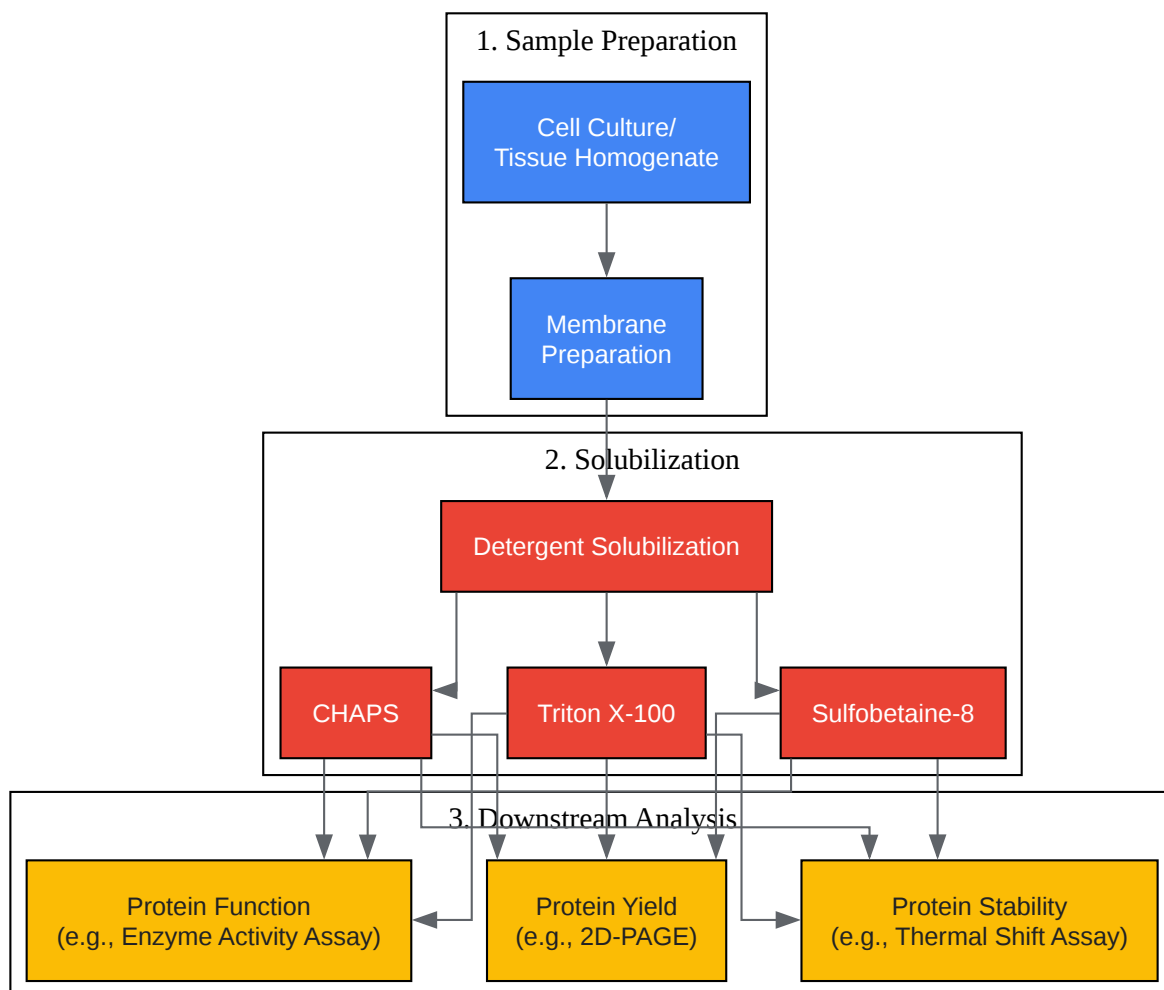 1. Sample Preparation
Cell Culture/
Tissue Homogenate
Membrane
Preparation
2. Solubilization
Detergent Solubilization
CHAPS
Triton X-100
Sulfobetaine-8
3. Downstream Analysis
Protein Function
(e.g., Enzyme Activity Assay)
Protein Yield
(e.g., 2D-PAGE)
Protein Stability
(e.g., Thermal Shift Assay)